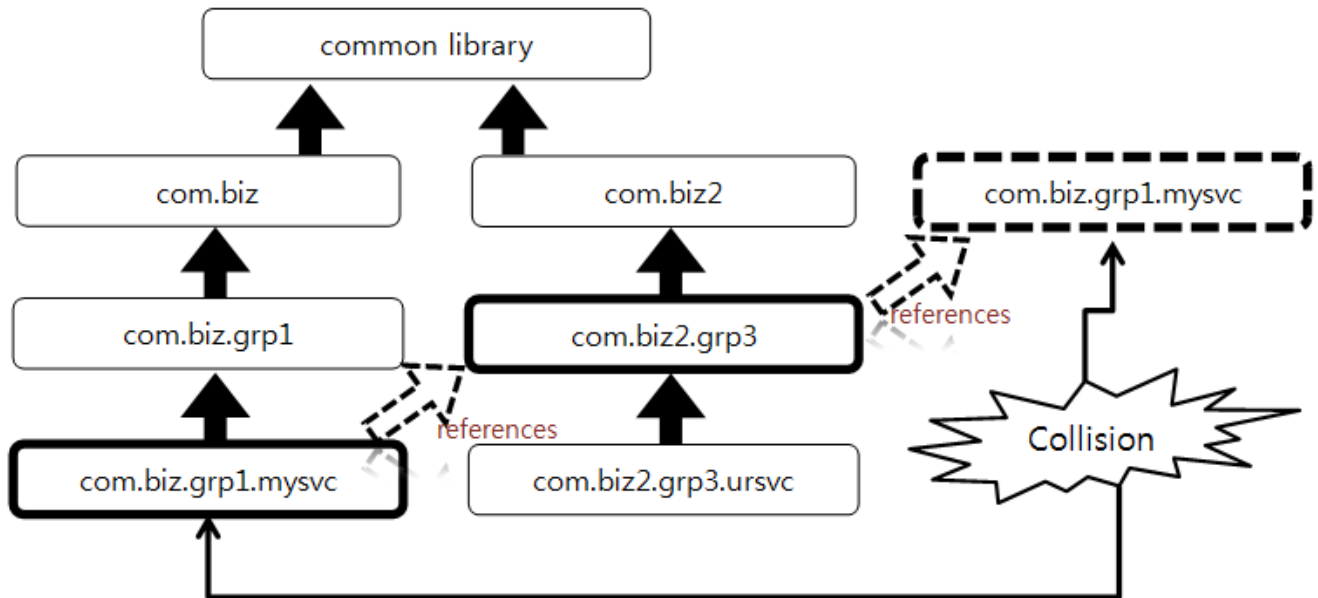 common library
com.biz
com.biz2
com.biz.grp1.mysvc
com.biz.grp1
com.biz2.grp3
references
references
com.biz.grp1.mysvc
com.biz2.grp3.ursvc
Collision